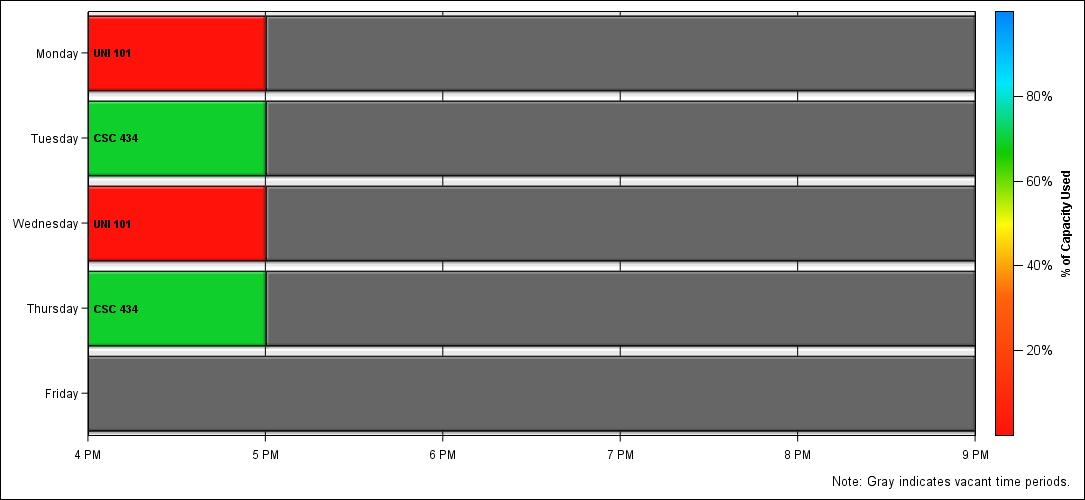 Monday
UNI 101
Tuesday
CSC 434
Wednesday
UNI 101
Thursday
CSC 434
Friday
4 PM 5 PM 6 PM 7 PM 8 PM 9 PM
80%
60%
40%
20%
% of Capacity Used
Note: Gray indicates vacant time periods.